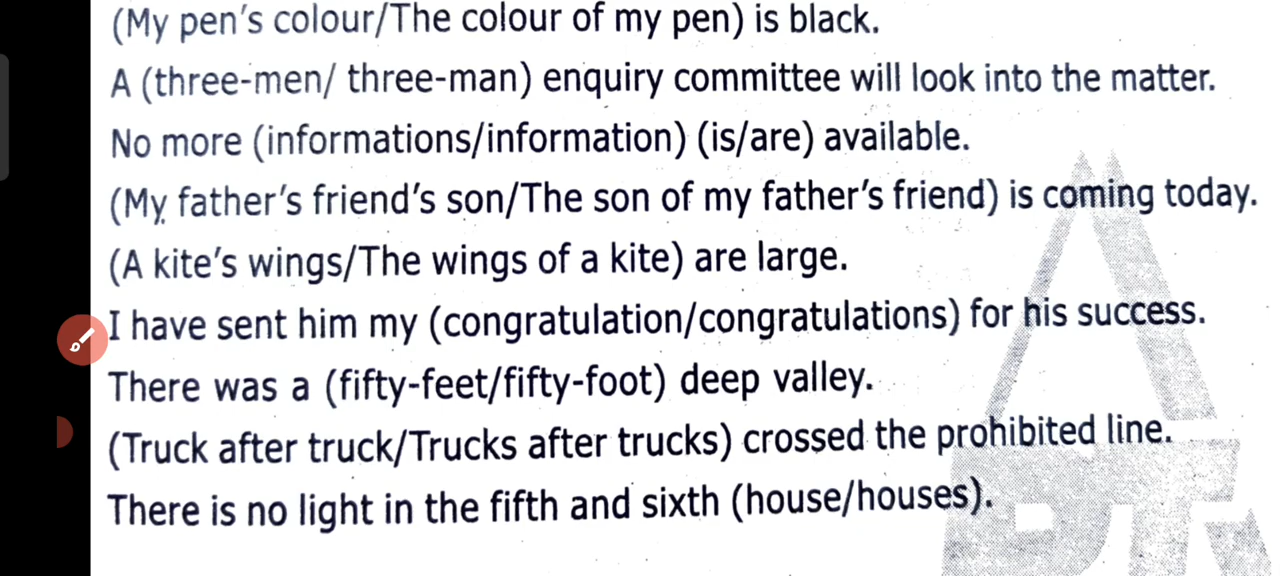 (My pen's colour/The colour of my pen) is black.
A (three-men/ three-man) enquiry committee will look into the matter.
No more (informations/information) (is/are) available.
(My father's friend's son/The son of my father's friend) is coming today.
(A kite's wings/The wings of a kite) are large.
I have sent him my (congratulation/congratulations) for his success.
There was a (fifty-feet/fifty-foot) deep valley.
(Truck after truck/Trucks after trucks) crossed the prohibited line.
There is no light in the fifth and sixth (house/houses).